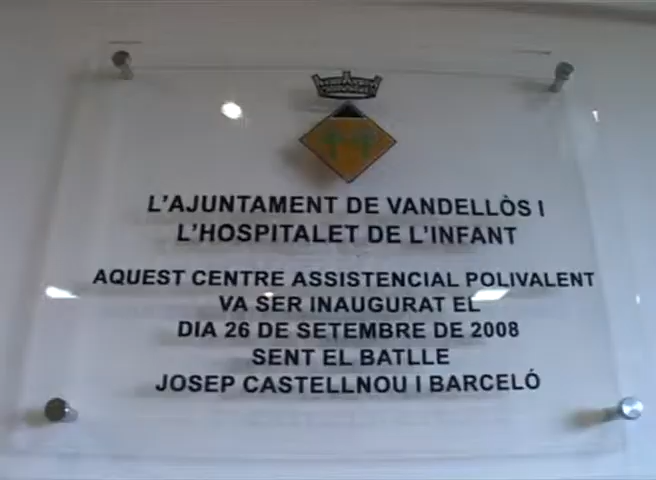 L'AJUNTAMENT DE VANDELLÒS I
L'HOSPITALET DE L'INFANT
AQUEST CENTRE ASSISTENCIAL POLIVALENT
VA SER INAUGURAT EL
DIA 26 DE SETEMBRE DE 2008
SENT EL BATLLE
JOSEP CASTELLNOU I BARCELÓ